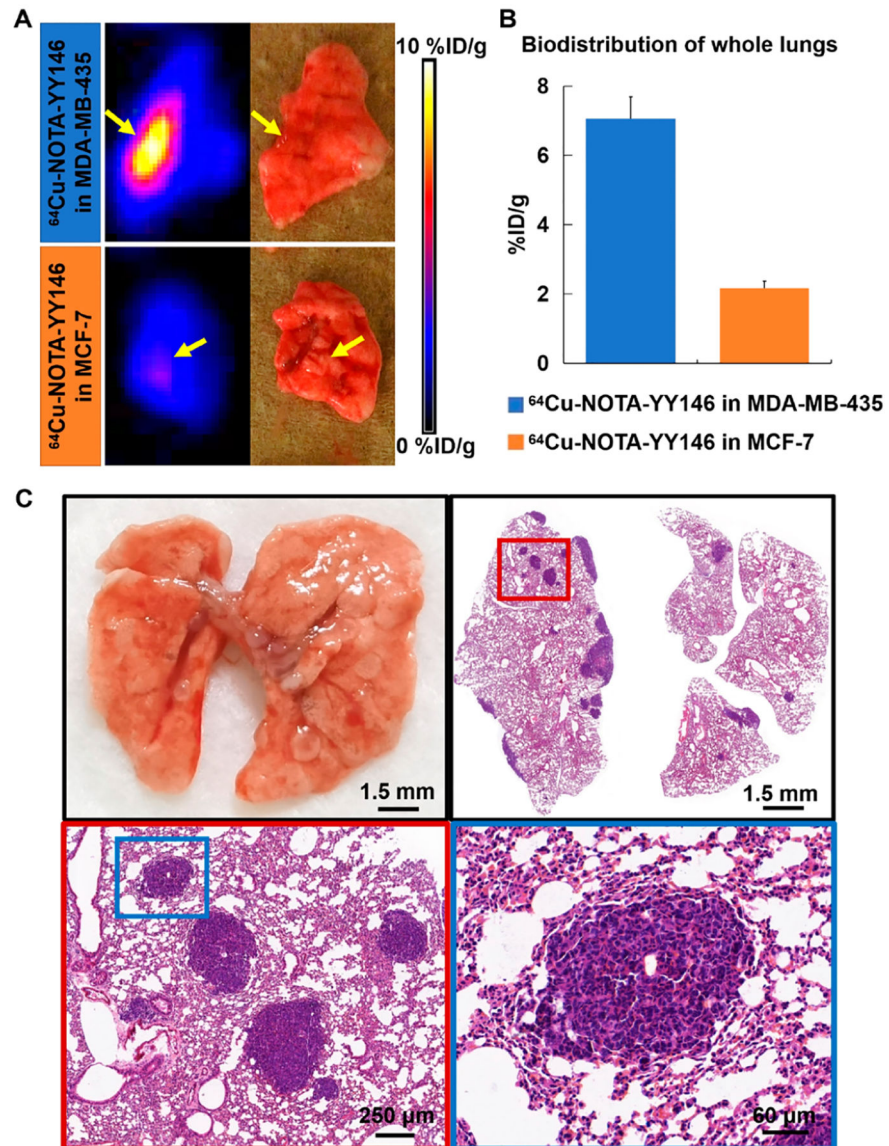 A
⁶⁴Cu-NOTA-YY146
in MDA-MB-435
⁶⁴Cu-NOTA-YY146
in MCF-7
10 %ID/g
0 %ID/g
B
Biodistribution of whole lungs
%ID/g
8
6
4
2
0
⁶⁴Cu-NOTA-YY146 in MDA-MB-435
⁶⁴Cu-NOTA-YY146 in MCF-7
C
1.5 mm
1.5 mm
250 µm
60 µm